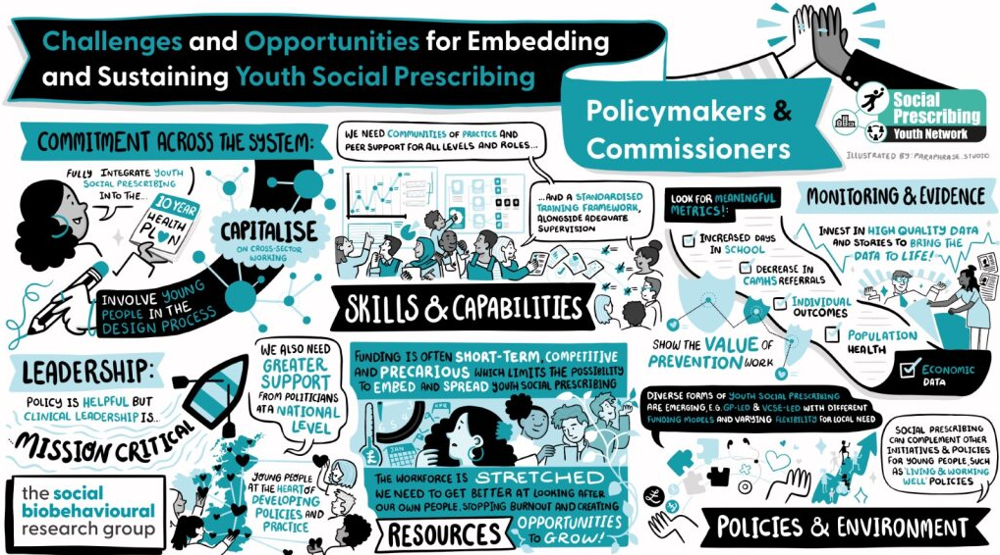 Challenges and Opportunities for Embedding
and Sustaining Youth Social Prescribing
Policymakers &
Commissioners
Social
Prescribing
Youth Network
ILLUSTRATED BY: PARAPHRASE_STUDIO
COMMITMENT ACROSS THE SYSTEM:
FULLY INTEGRATE YOUTH
SOCIAL PRESCRIBING
INTO THE...
10 YEAR
HEALTH
PLAN
CAPITALISE
ON CROSS-SECTOR
WORKING
INVOLVE YOUNG
PEOPLE IN THE
DESIGN PROCESS
WE NEED COMMUNITIES OF PRACTICE AND
PEER SUPPORT FOR ALL LEVELS AND ROLES...
...AND A STANDARDISED
TRAINING FRAMEWORK,
ALONGSIDE ADEQUATE
SUPERVISION
SKILLS & CAPABILITIES
LOOK FOR MEANINGFUL
METRICS!:
INCREASED DAYS
IN SCHOOL
DECREASE IN
CAMHS REFERRALS
INDIVIDUAL
OUTCOMES
POPULATION
HEALTH
ECONOMIC
DATA
SHOW THE VALUE OF
PREVENTION WORK
MONITORING & EVIDENCE
INVEST IN HIGH QUALITY DATA
AND STORIES TO BRING THE
DATA TO LIFE!
LEADERSHIP:
POLICY IS HELPFUL BUT
CLINICAL LEADERSHIP IS...
MISSION CRITICAL
WE ALSO NEED
GREATER
SUPPORT
FROM POLITICIANS
AT A NATIONAL
LEVEL
YOUNG PEOPLE
AT THE HEART OF
DEVELOPING
POLICIES AND
PRACTICE
the social
biobehavioural
research group
FUNDING IS OFTEN SHORT-TERM, COMPETITIVE
AND PRECARIOUS WHICH LIMITS THE POSSIBILITY
TO EMBED AND SPREAD YOUTH SOCIAL PRESCRIBING
£
JAN
THE WORKFORCE IS STRETCHED
WE NEED TO GET BETTER AT LOOKING AFTER
OUR OWN PEOPLE, STOPPING BURNOUT AND CREATING
OPPORTUNITIES
TO GROW!
RESOURCES
DIVERSE FORMS OF YOUTH SOCIAL PRESCRIBING
ARE EMERGING, E.G. GP-LED & VCSE-LED WITH DIFFERENT
FUNDING MODELS AND VARYING FLEXIBILITY FOR LOCAL NEED
SOCIAL PRESCRIBING
CAN COMPLEMENT OTHER
INITIATIVES & POLICIES
FOR YOUNG PEOPLE, SUCH
AS 'LIVING & WORKING
WELL' POLICIES
POLICIES & ENVIRONMENT